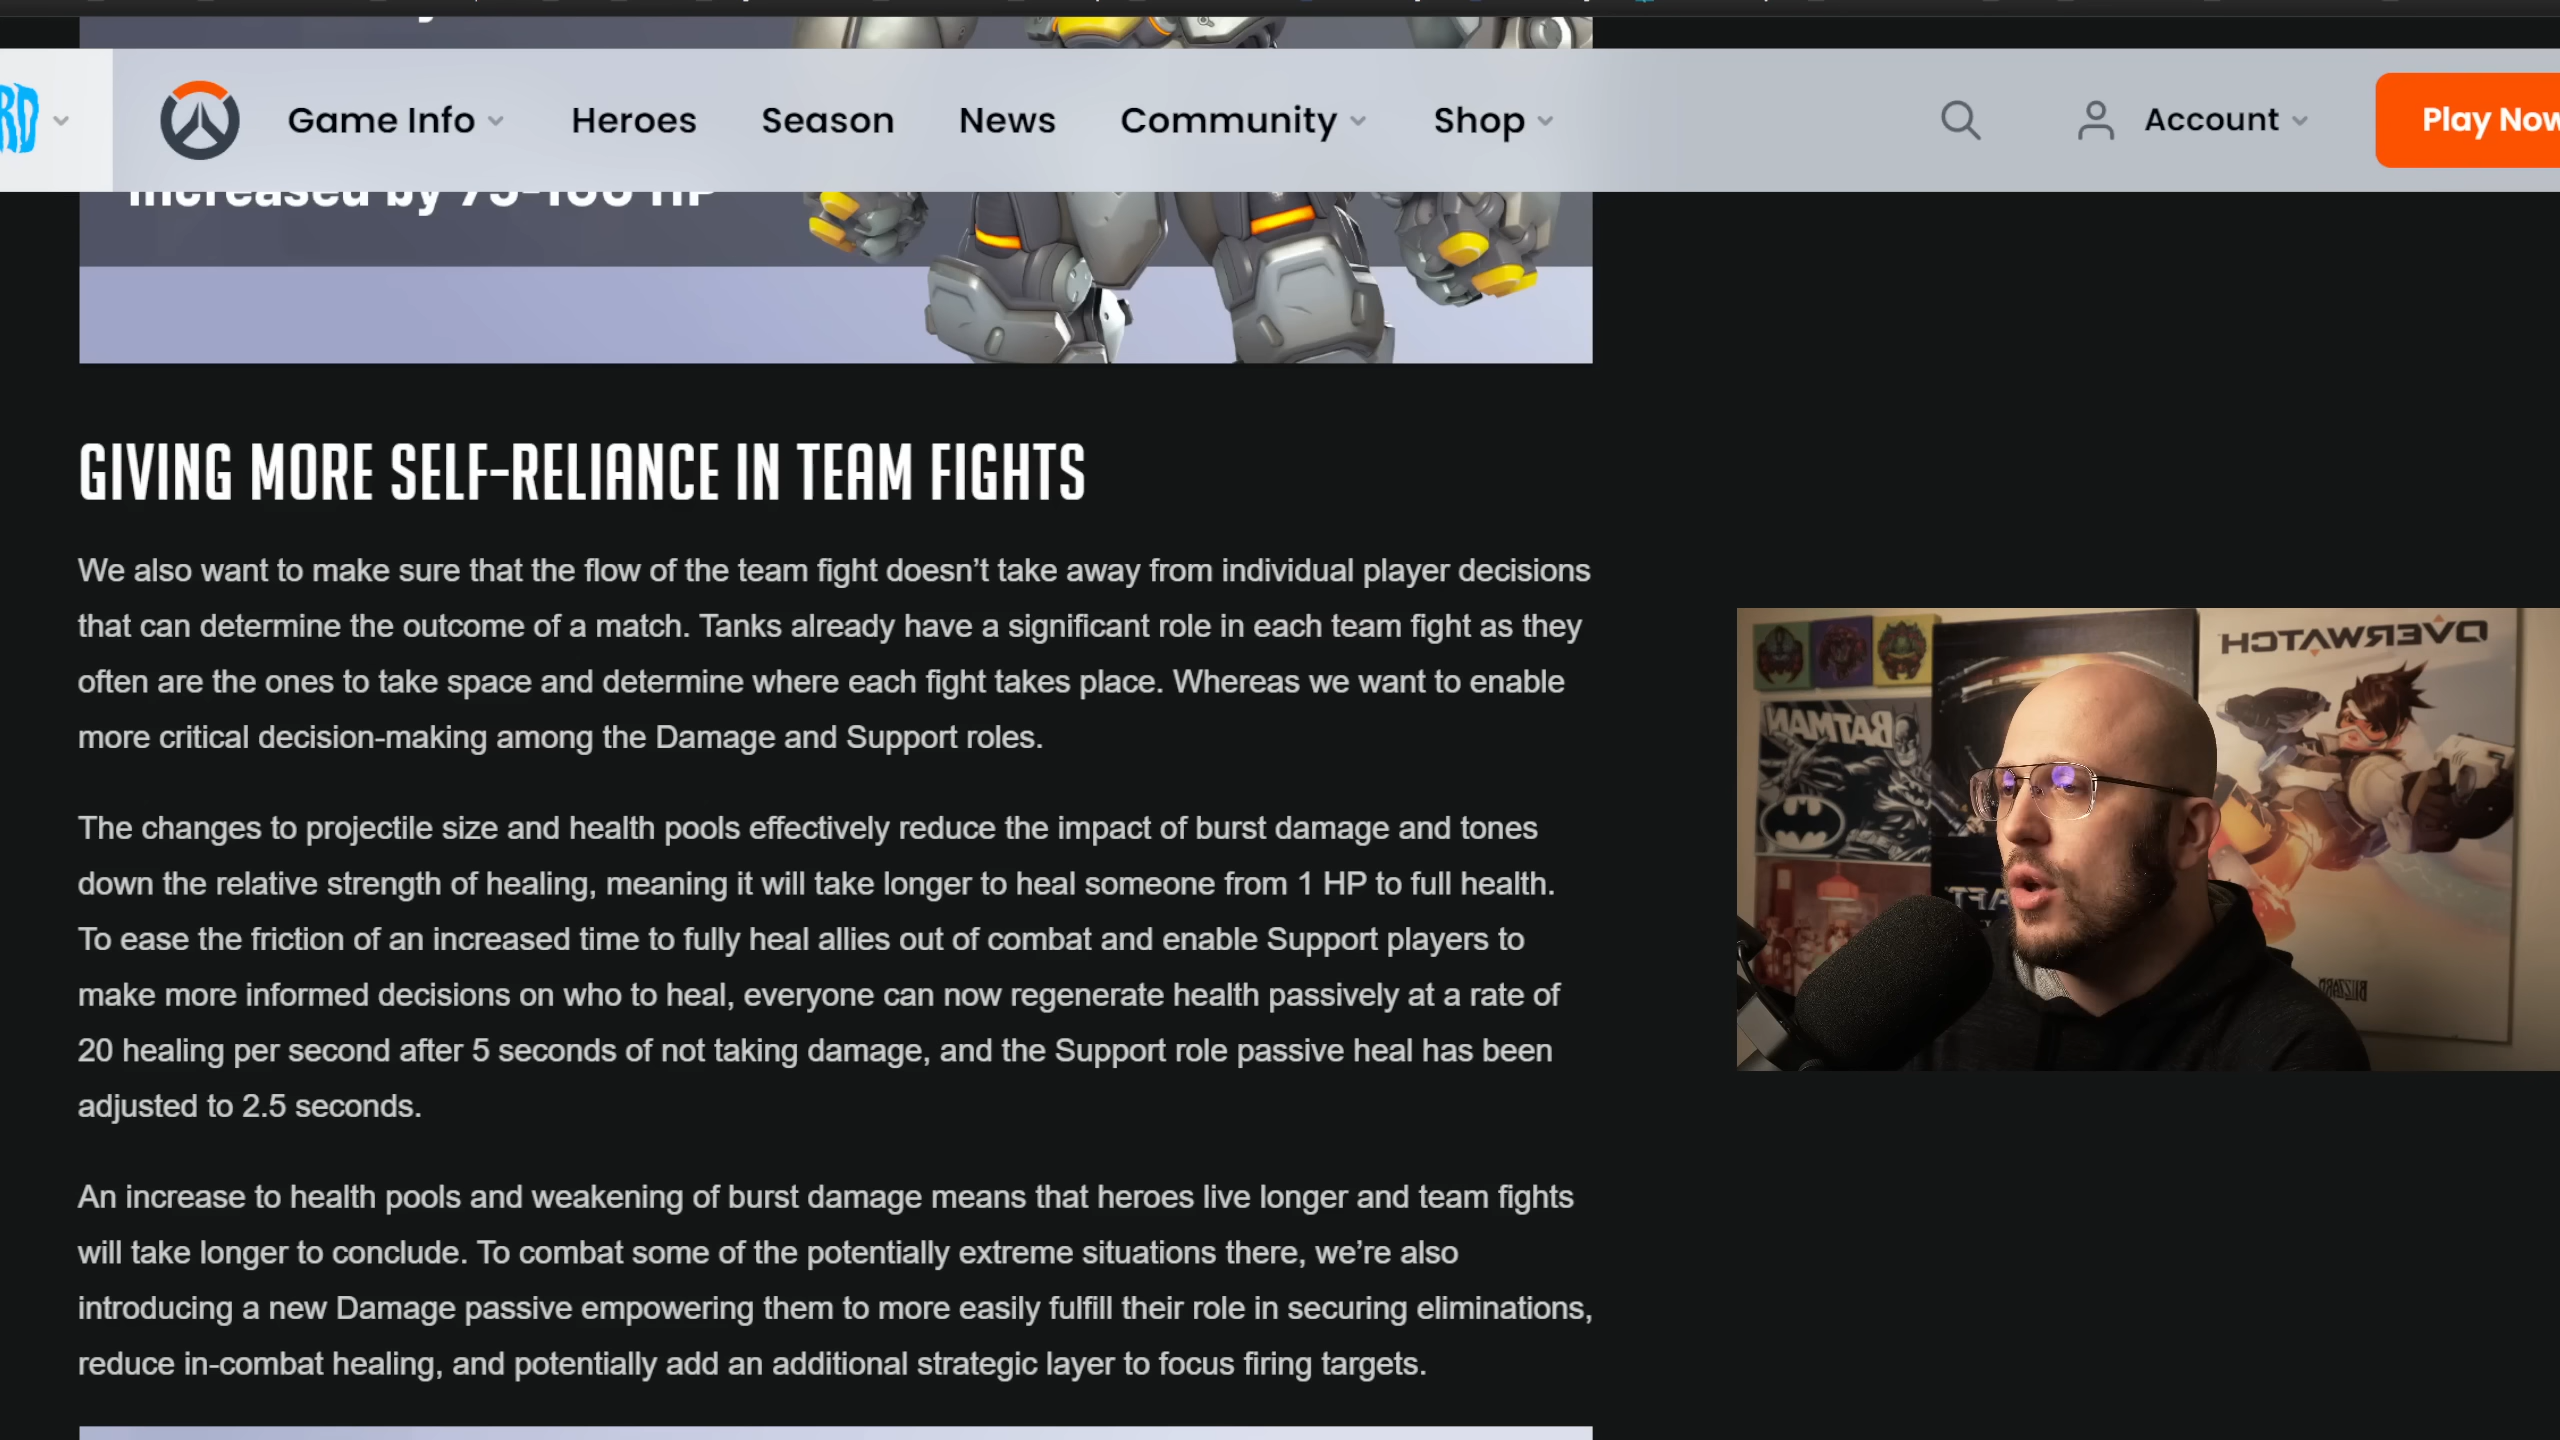 RD
Game Info
Heroes
Season
News
Community
Shop
Account
Play Now
Increased by 75-100 HP
GIVING MORE SELF-RELIANCE IN TEAM FIGHTS
We also want to make sure that the flow of the team fight doesn’t take away from individual player decisions
that can determine the outcome of a match. Tanks already have a significant role in each team fight as they
often are the ones to take space and determine where each fight takes place. Whereas we want to enable
more critical decision-making among the Damage and Support roles.
The changes to projectile size and health pools effectively reduce the impact of burst damage and tones
down the relative strength of healing, meaning it will take longer to heal someone from 1 HP to full health.
To ease the friction of an increased time to fully heal allies out of combat and enable Support players to
make more informed decisions on who to heal, everyone can now regenerate health passively at a rate of
20 healing per second after 5 seconds of not taking damage, and the Support role passive heal has been
adjusted to 2.5 seconds.
An increase to health pools and weakening of burst damage means that heroes live longer and team fights
will take longer to conclude. To combat some of the potentially extreme situations there, we’re also
introducing a new Damage passive empowering them to more easily fulfill their role in securing eliminations,
reduce in-combat healing, and potentially add an additional strategic layer to focus firing targets.
OVERWATCH
BATMAN
BLIZZARD